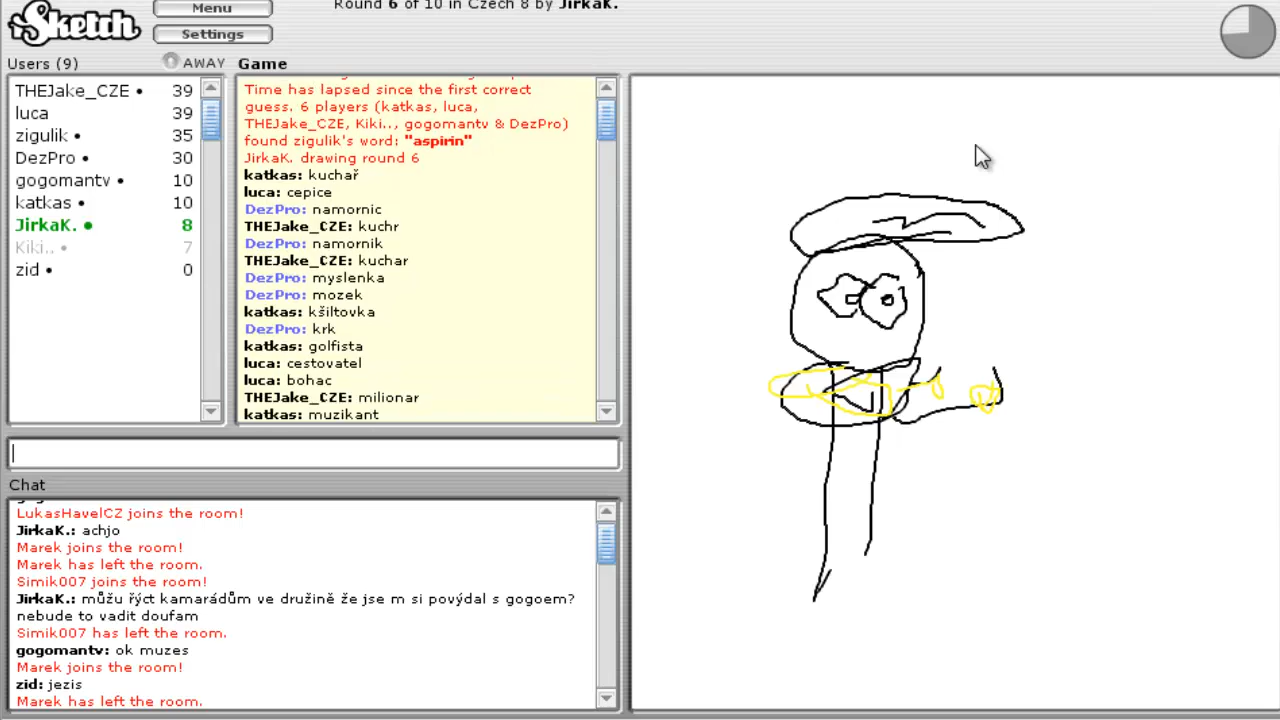 Round 6 of 10 in Czech 8 by JirkaK.
iSketch
Menu
Settings
Users (9)
AWAY
Game
THEJake_CZE • 39
luca 39
zigulik • 35
DezPro • 30
gogomantv • 10
katkas • 10
JirkaK. • 8
Kiki.. • 7
zid • 0
Time has lapsed since the first correct
guess. 6 players (katkas, luca,
THEJake_CZE, Kiki.., gogomantv & DezPro)
found zigulik's word: "aspirin"
JirkaK. drawing round 6
katkas: kuchař
luca: cepice
DezPro: namornic
THEJake_CZE: kuchr
DezPro: namornik
THEJake_CZE: kuchar
DezPro: myslenka
DezPro: mozek
katkas: kšiltovka
DezPro: krk
katkas: golfista
luca: cestovatel
luca: bohac
THEJake_CZE: milionar
katkas: muzikant
Chat
LukasHavelCZ joins the room!
JirkaK.: achjo
Marek joins the room!
Marek has left the room.
Simik007 joins the room!
JirkaK.: můžu řýct kamarádům ve družině že jse m si povýdal s gogoem?
nebude to vadit doufam
Simik007 has left the room.
gogomantv: ok muzes
Marek joins the room!
zid: jezis
Marek has left the room.